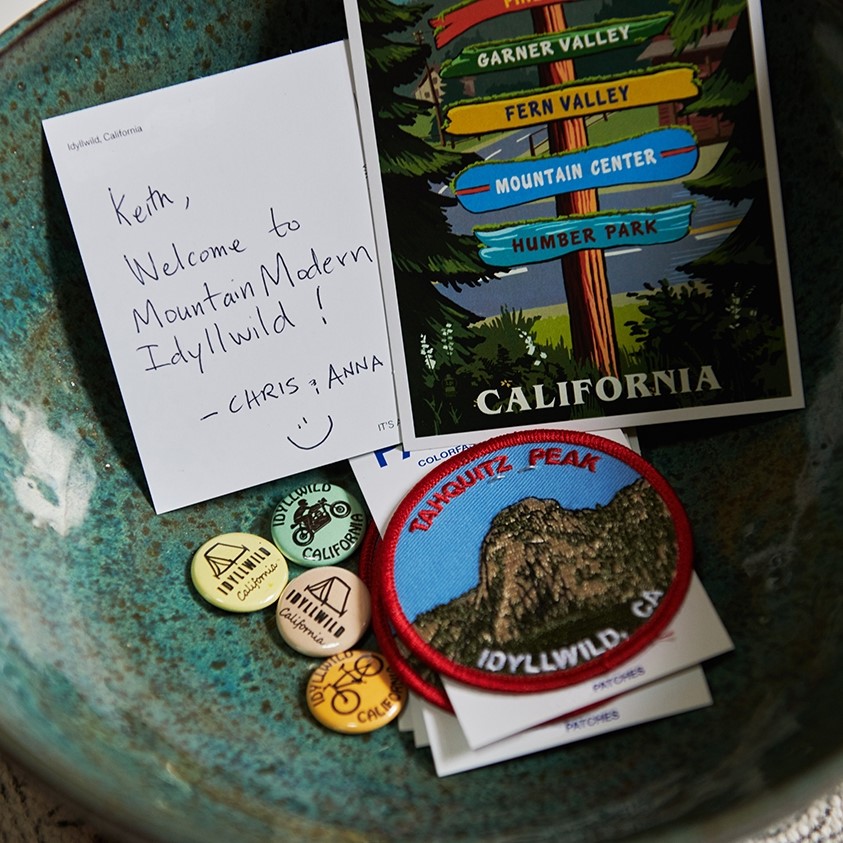 Idyllwild, California
Keith,
Welcome to
Mountain Modern
Idyllwild !
- CHRIS & ANNA
IT'S A
GARNER VALLEY
FERN VALLEY
MOUNTAIN CENTER
HUMBER PARK
CALIFORNIA
COLORFA
TAHQUITZ PEAK
IDYLLWILD, CA
PATCHES
PATCHES
IDYLLWILD
CALIFORNIA
IDYLLWILD
California
IDYLLWILD
California
IDYLLWILD
CALIFORNIA